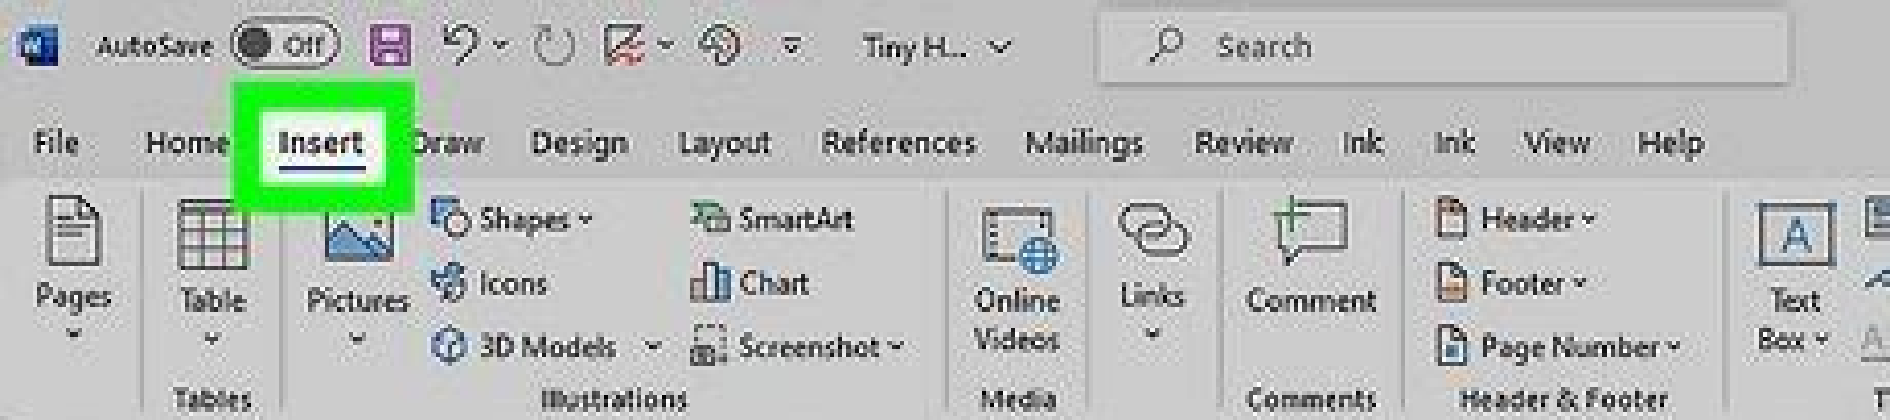 AutoSave Off Tiny H... Search
File Home Insert Draw Design Layout References Mailings Review Ink Ink View Help
Pages
Table
Pictures
Shapes
Icons
3D Models
SmartArt
Chart
Screenshot
Online
Videos
Links
Comment
Header
Footer
Page Number
A
Text
Box
Tables Illustrations Media Comments Header & Footer